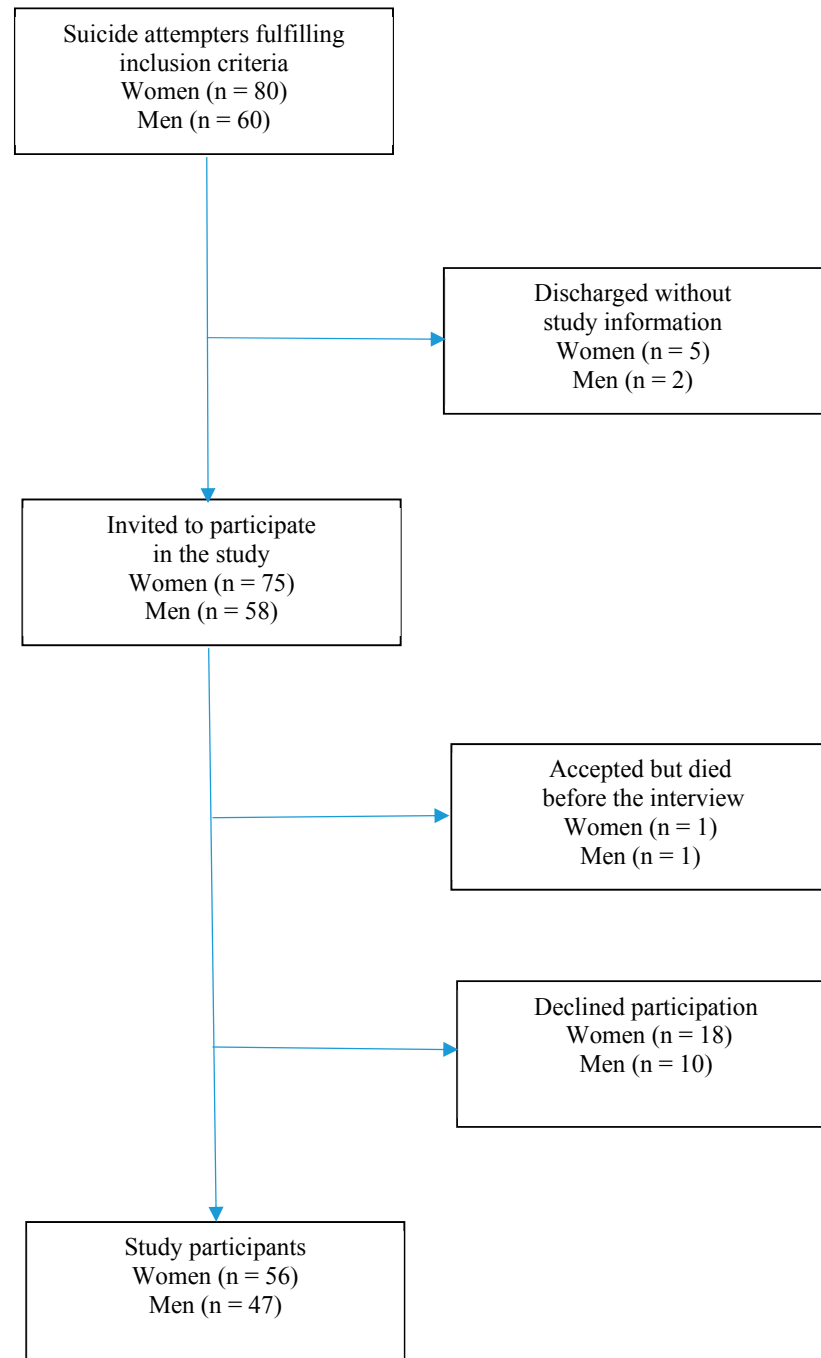 Suicide attempters fulfilling
inclusion criteria
Women (n = 80)
Men (n = 60)
Discharged without
study information
Women (n = 5)
Men (n = 2)
Invited to participate
in the study
Women (n = 75)
Men (n = 58)
Accepted but died
before the interview
Women (n = 1)
Men (n = 1)
Declined participation
Women (n = 18)
Men (n = 10)
Study participants
Women (n = 56)
Men (n = 47)